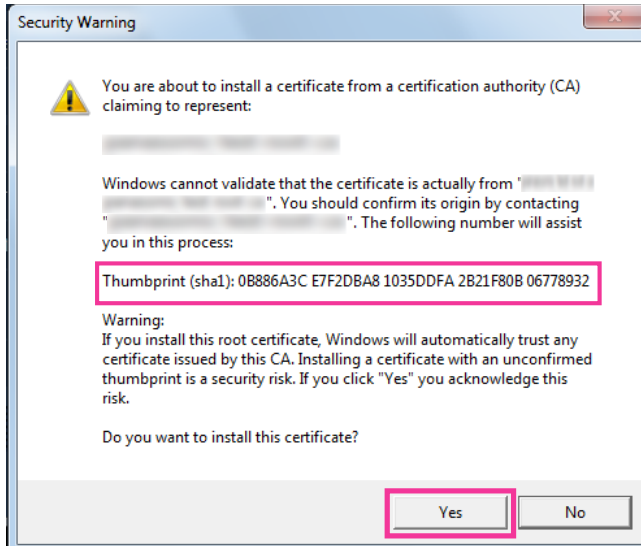 Security Warning
You are about to install a certificate from a certification authority (CA)
claiming to represent:
Windows cannot validate that the certificate is actually from "
". You should confirm its origin by contacting
" ". The following number will assist
you in this process:
Thumbprint (sha1): 0B886A3C E7F2DBA8 1035DDFA 2B21F80B 06778932
Warning:
If you install this root certificate, Windows will automatically trust any
certificate issued by this CA. Installing a certificate with an unconfirmed
thumbprint is a security risk. If you click "Yes" you acknowledge this
risk.
Do you want to install this certificate?
Yes No